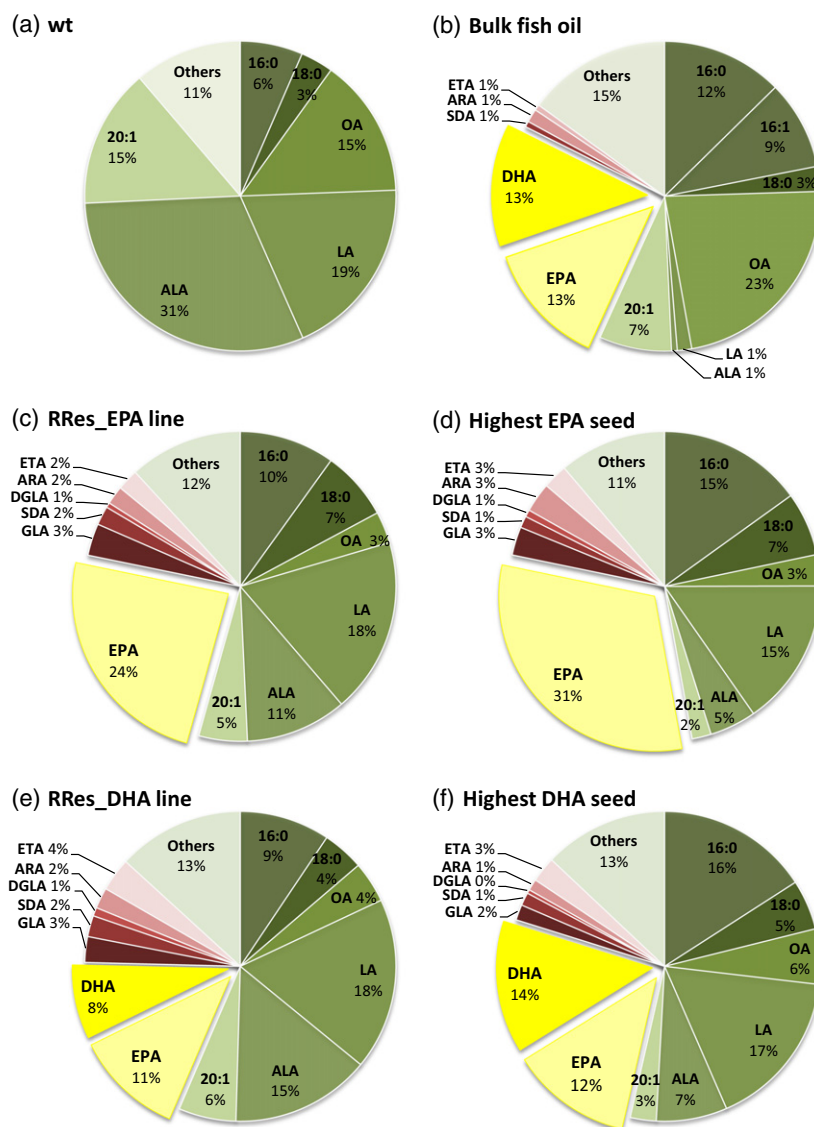 (a) wt
16:0
6%
18:0
3%
OA
15%
LA
19%
ALA
31%
20:1
15%
Others
11%
(b) Bulk fish oil
16:0
12%
16:1
9%
18:0 3%
OA
23%
LA 1%
ALA 1%
20:1
7%
EPA
13%
DHA
13%
SDA 1%
ARA 1%
ETA 1%
Others
15%
(c) RRes_EPA line
16:0
10%
18:0
7%
OA 3%
LA
18%
ALA
11%
20:1
5%
EPA
24%
GLA 3%
SDA 2%
DGLA 1%
ARA 2%
ETA 2%
Others
12%
(d) Highest EPA seed
16:0
15%
18:0
7%
OA 3%
LA
15%
ALA
5%
20:1
2%
EPA
31%
GLA 3%
SDA 1%
DGLA 1%
ARA 3%
ETA 3%
Others
11%
(e) RRes_DHA line
16:0
9%
18:0
4%
OA 4%
LA
18%
ALA
15%
20:1
6%
EPA
11%
DHA
8%
GLA 3%
SDA 2%
DGLA 1%
ARA 2%
ETA 4%
Others
13%
(f) Highest DHA seed
16:0
16%
18:0
5%
OA
6%
LA
17%
ALA
7%
20:1
3%
EPA
12%
DHA
14%
GLA 2%
SDA 1%
DGLA 0%
ARA 1%
ETA 3%
Others
13%